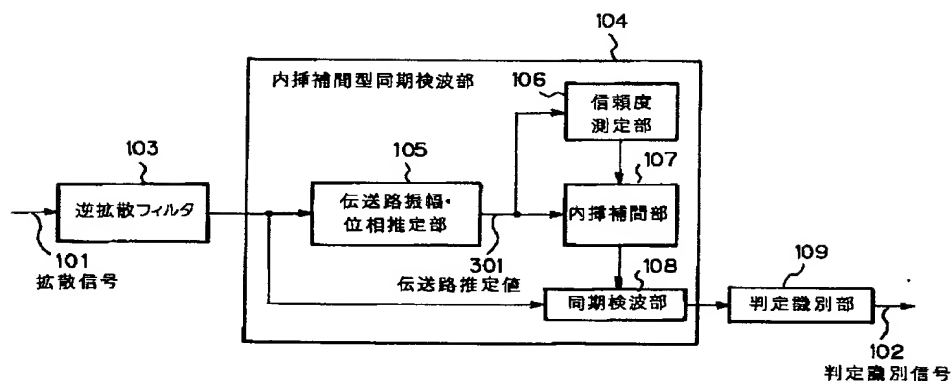 104
内挿補間型同期検波部
106
信頼度
測定部
103
105
107
逆拡散フィルタ
伝送路振幅・
位相推定部
内挿補間部
101
拡散信号
301
伝送路推定値
108
109
同期検波部
判定識別部
102
判定識別信号